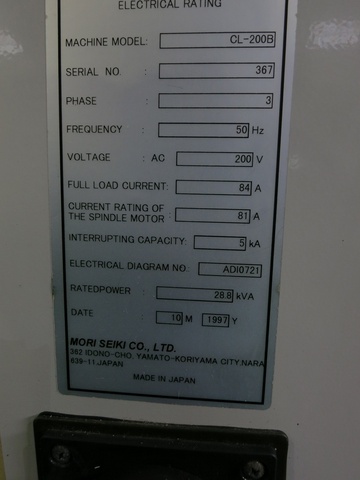 ELECTRICAL RATING
MACHINE MODEL: CL-200B
SERIAL NO. : 367
PHASE : 3
FREQUENCY : 50 Hz
VOLTAGE : AC 200 V
FULL LOAD CURRENT: 84 A
CURRENT RATING OF
THE SPINDLE MOTOR : 81 A
INTERRUPTING CAPACITY: 5 kA
ELECTRICAL DIAGRAM NO.: ADI0721
RATEDPOWER : 28.8 kVA
DATE : 10 M 1997 Y
MORI SEIKI CO., LTD.
362 IDONO-CHO, YAMATO-KORIYAMA CITY, NARA
639-11, JAPAN
MADE IN JAPAN